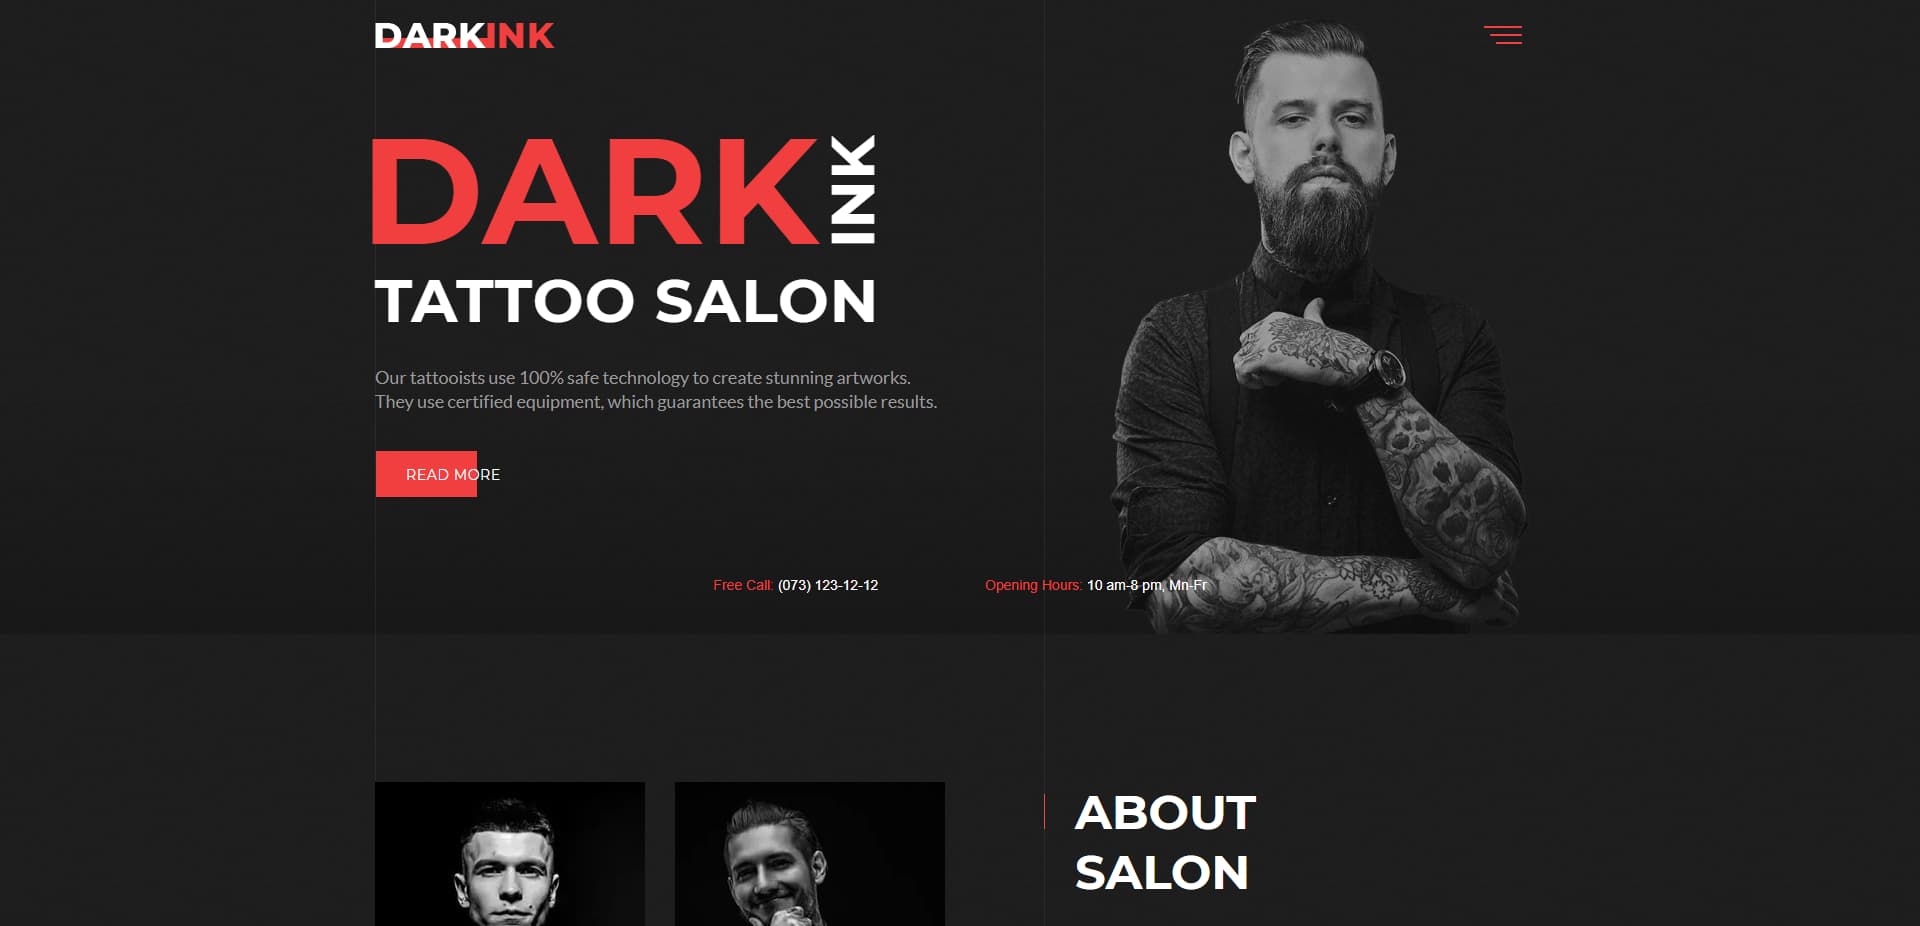 DARKINK
DARK INK
TATTOO SALON
Our tattooists use 100% safe technology to create stunning artworks.
They use certified equipment, which guarantees the best possible results.
READ MORE
Free Call: (073) 123-12-12
Opening Hours: 10 am-8 pm, Mn-Fr
ABOUT
SALON